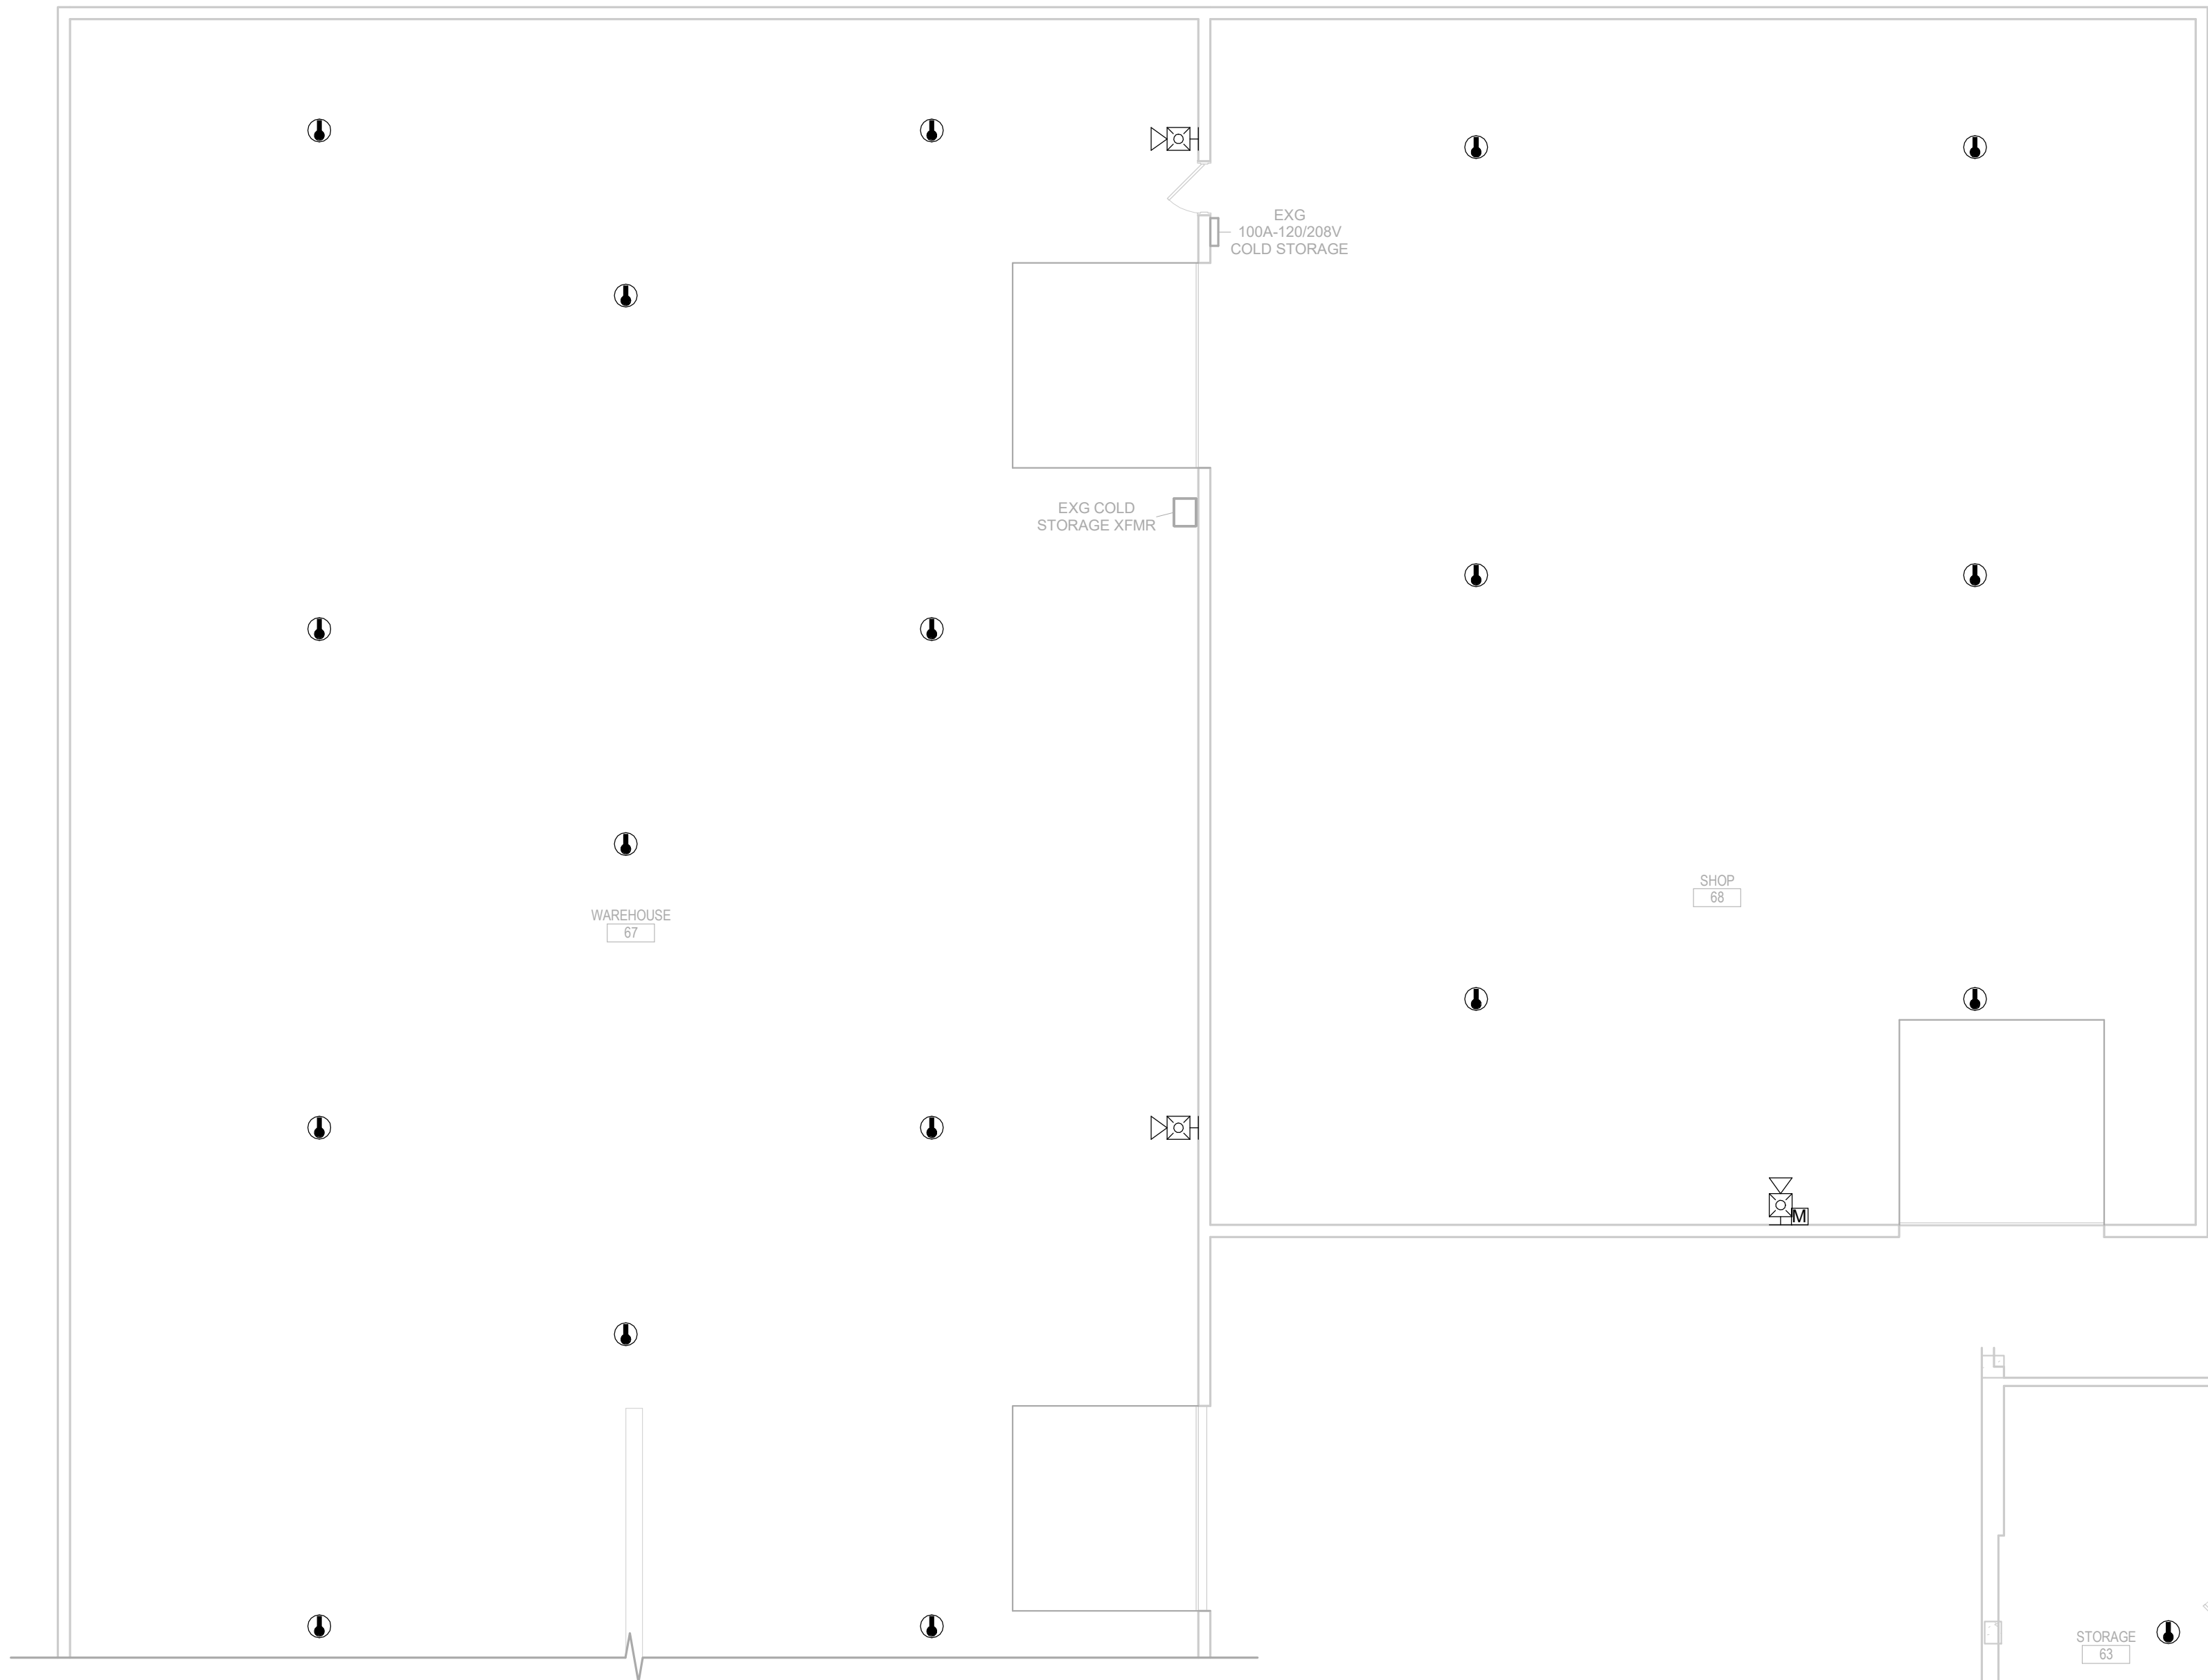 EXG
100A-120/208V
COLD STORAGE
EXG COLD
STORAGE XFMR
SHOP
68
WAREHOUSE
67
M
STORAGE
63